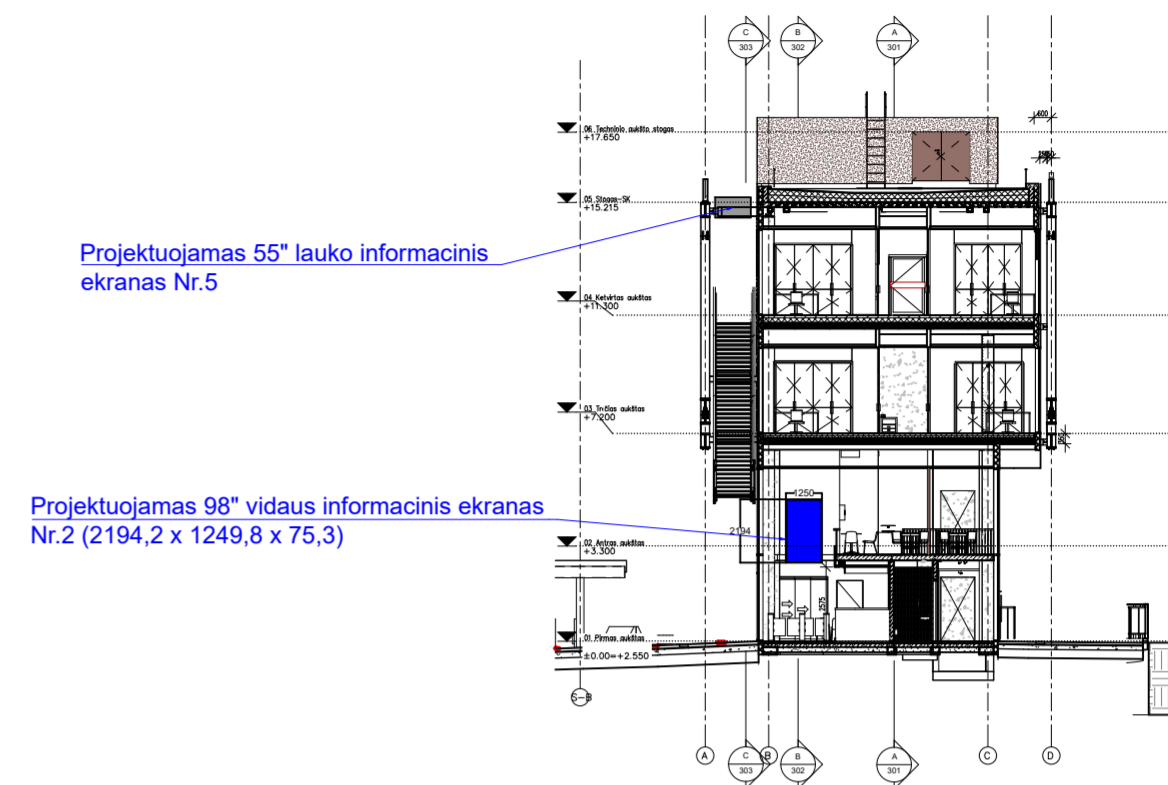 C
303
B
302
A
301
600
06 Techninio aukšto stogas
+17.650
05 Stogas-SK
+15.215
Projektuojamas 55" lauko informacinis
ekranas Nr.5
04 Ketvirtas aukštas
+11.300
03 Trečias aukštas
+7.200
Projektuojamas 98" vidaus informacinis ekranas
Nr.2 (2194,2 x 1249,8 x 75,3)
1250
2194
02 Antras aukštas
+3.300
2575
01 Pirmas aukštas
±0.00=+2.550
S-B
A
C
303
B
B
302
A
301
C
D